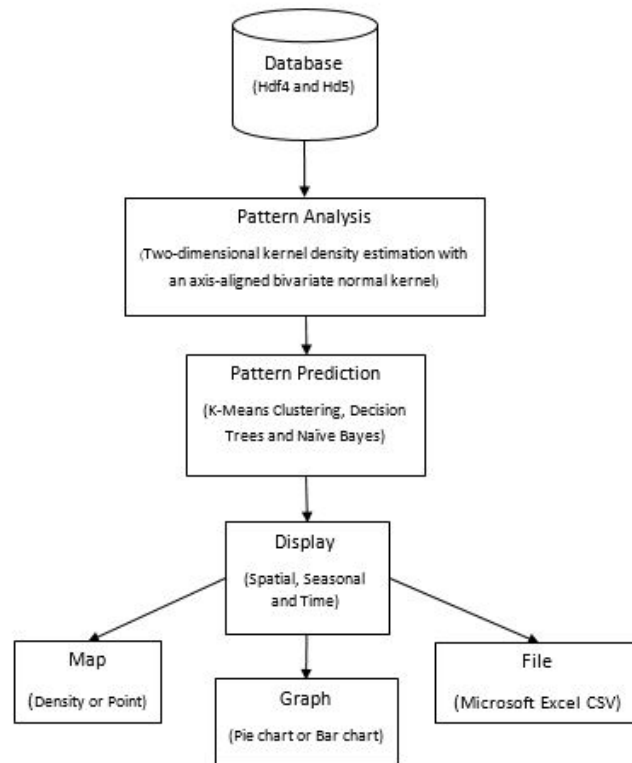 Database
(Hdf4 and Hd5)
Pattern Analysis
(Two-dimensional kernel density estimation with
an axis-aligned bivariate normal kernel)
Pattern Prediction
(K-Means Clustering, Decision
Trees and Naïve Bayes)
Display
(Spatial, Seasonal
and Time)
Map
(Density or Point)
Graph
(Pie chart or Bar chart)
File
(Microsoft Excel CSV)